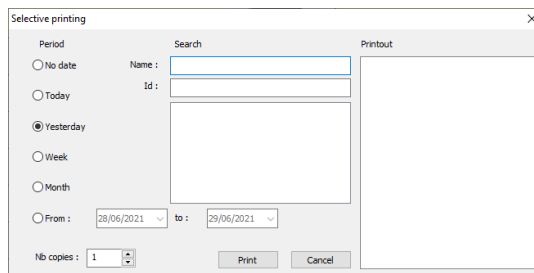 Selective printing
Period Search Printout
No date Name :
Id :
Today
Yesterday
Week
Month
From : 28/06/2021 to : 29/06/2021
Nb copies : 1 Print Cancel